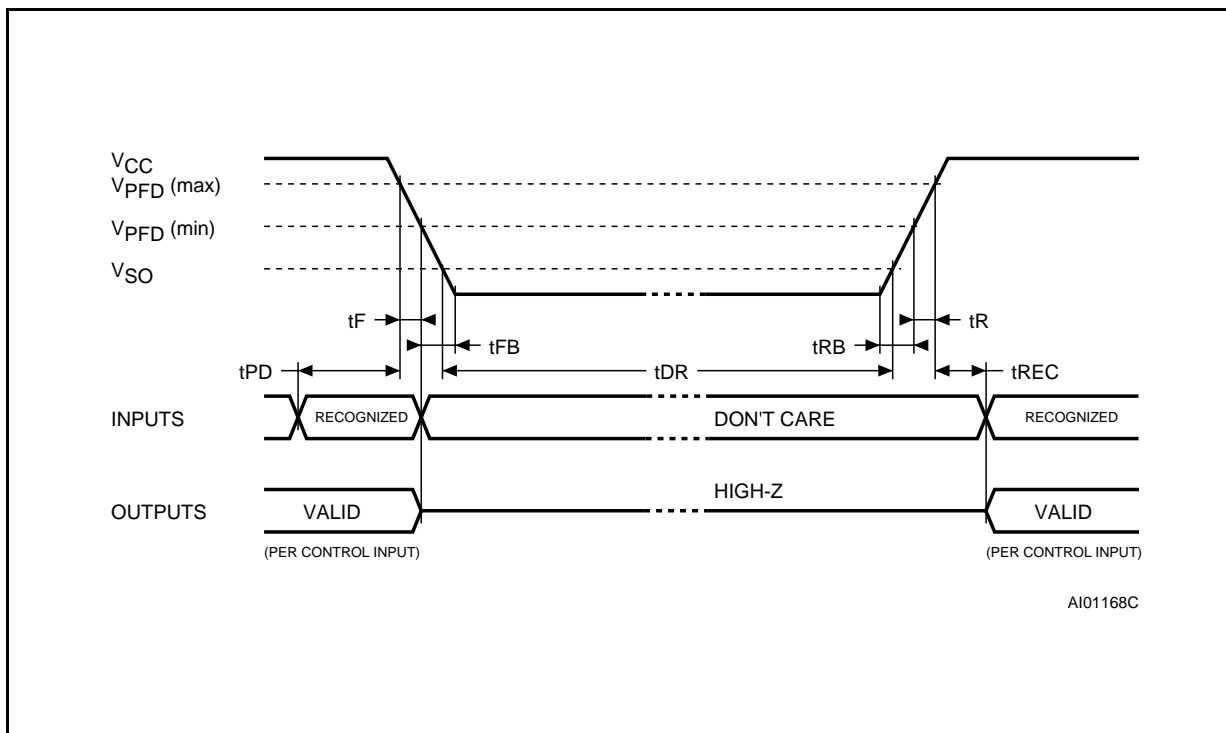 VCC
VPFD (max)
VPFD (min)
VSO
tF
tR
tFB
tRB
tPD
tDR
tREC
INPUTS
RECOGNIZED
DON'T CARE
RECOGNIZED
HIGH-Z
OUTPUTS
VALID
VALID
(PER CONTROL INPUT)
(PER CONTROL INPUT)
AI01168C